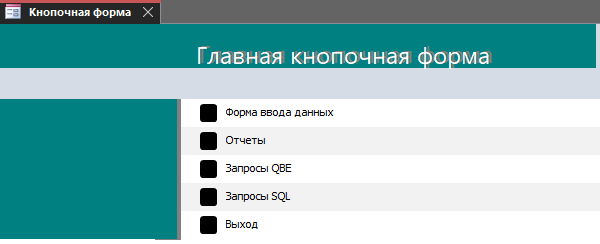 Кнопочная форма
Главная кнопочная форма
Форма ввода данных
Отчеты
Запросы QBE
Запросы SQL
Выход